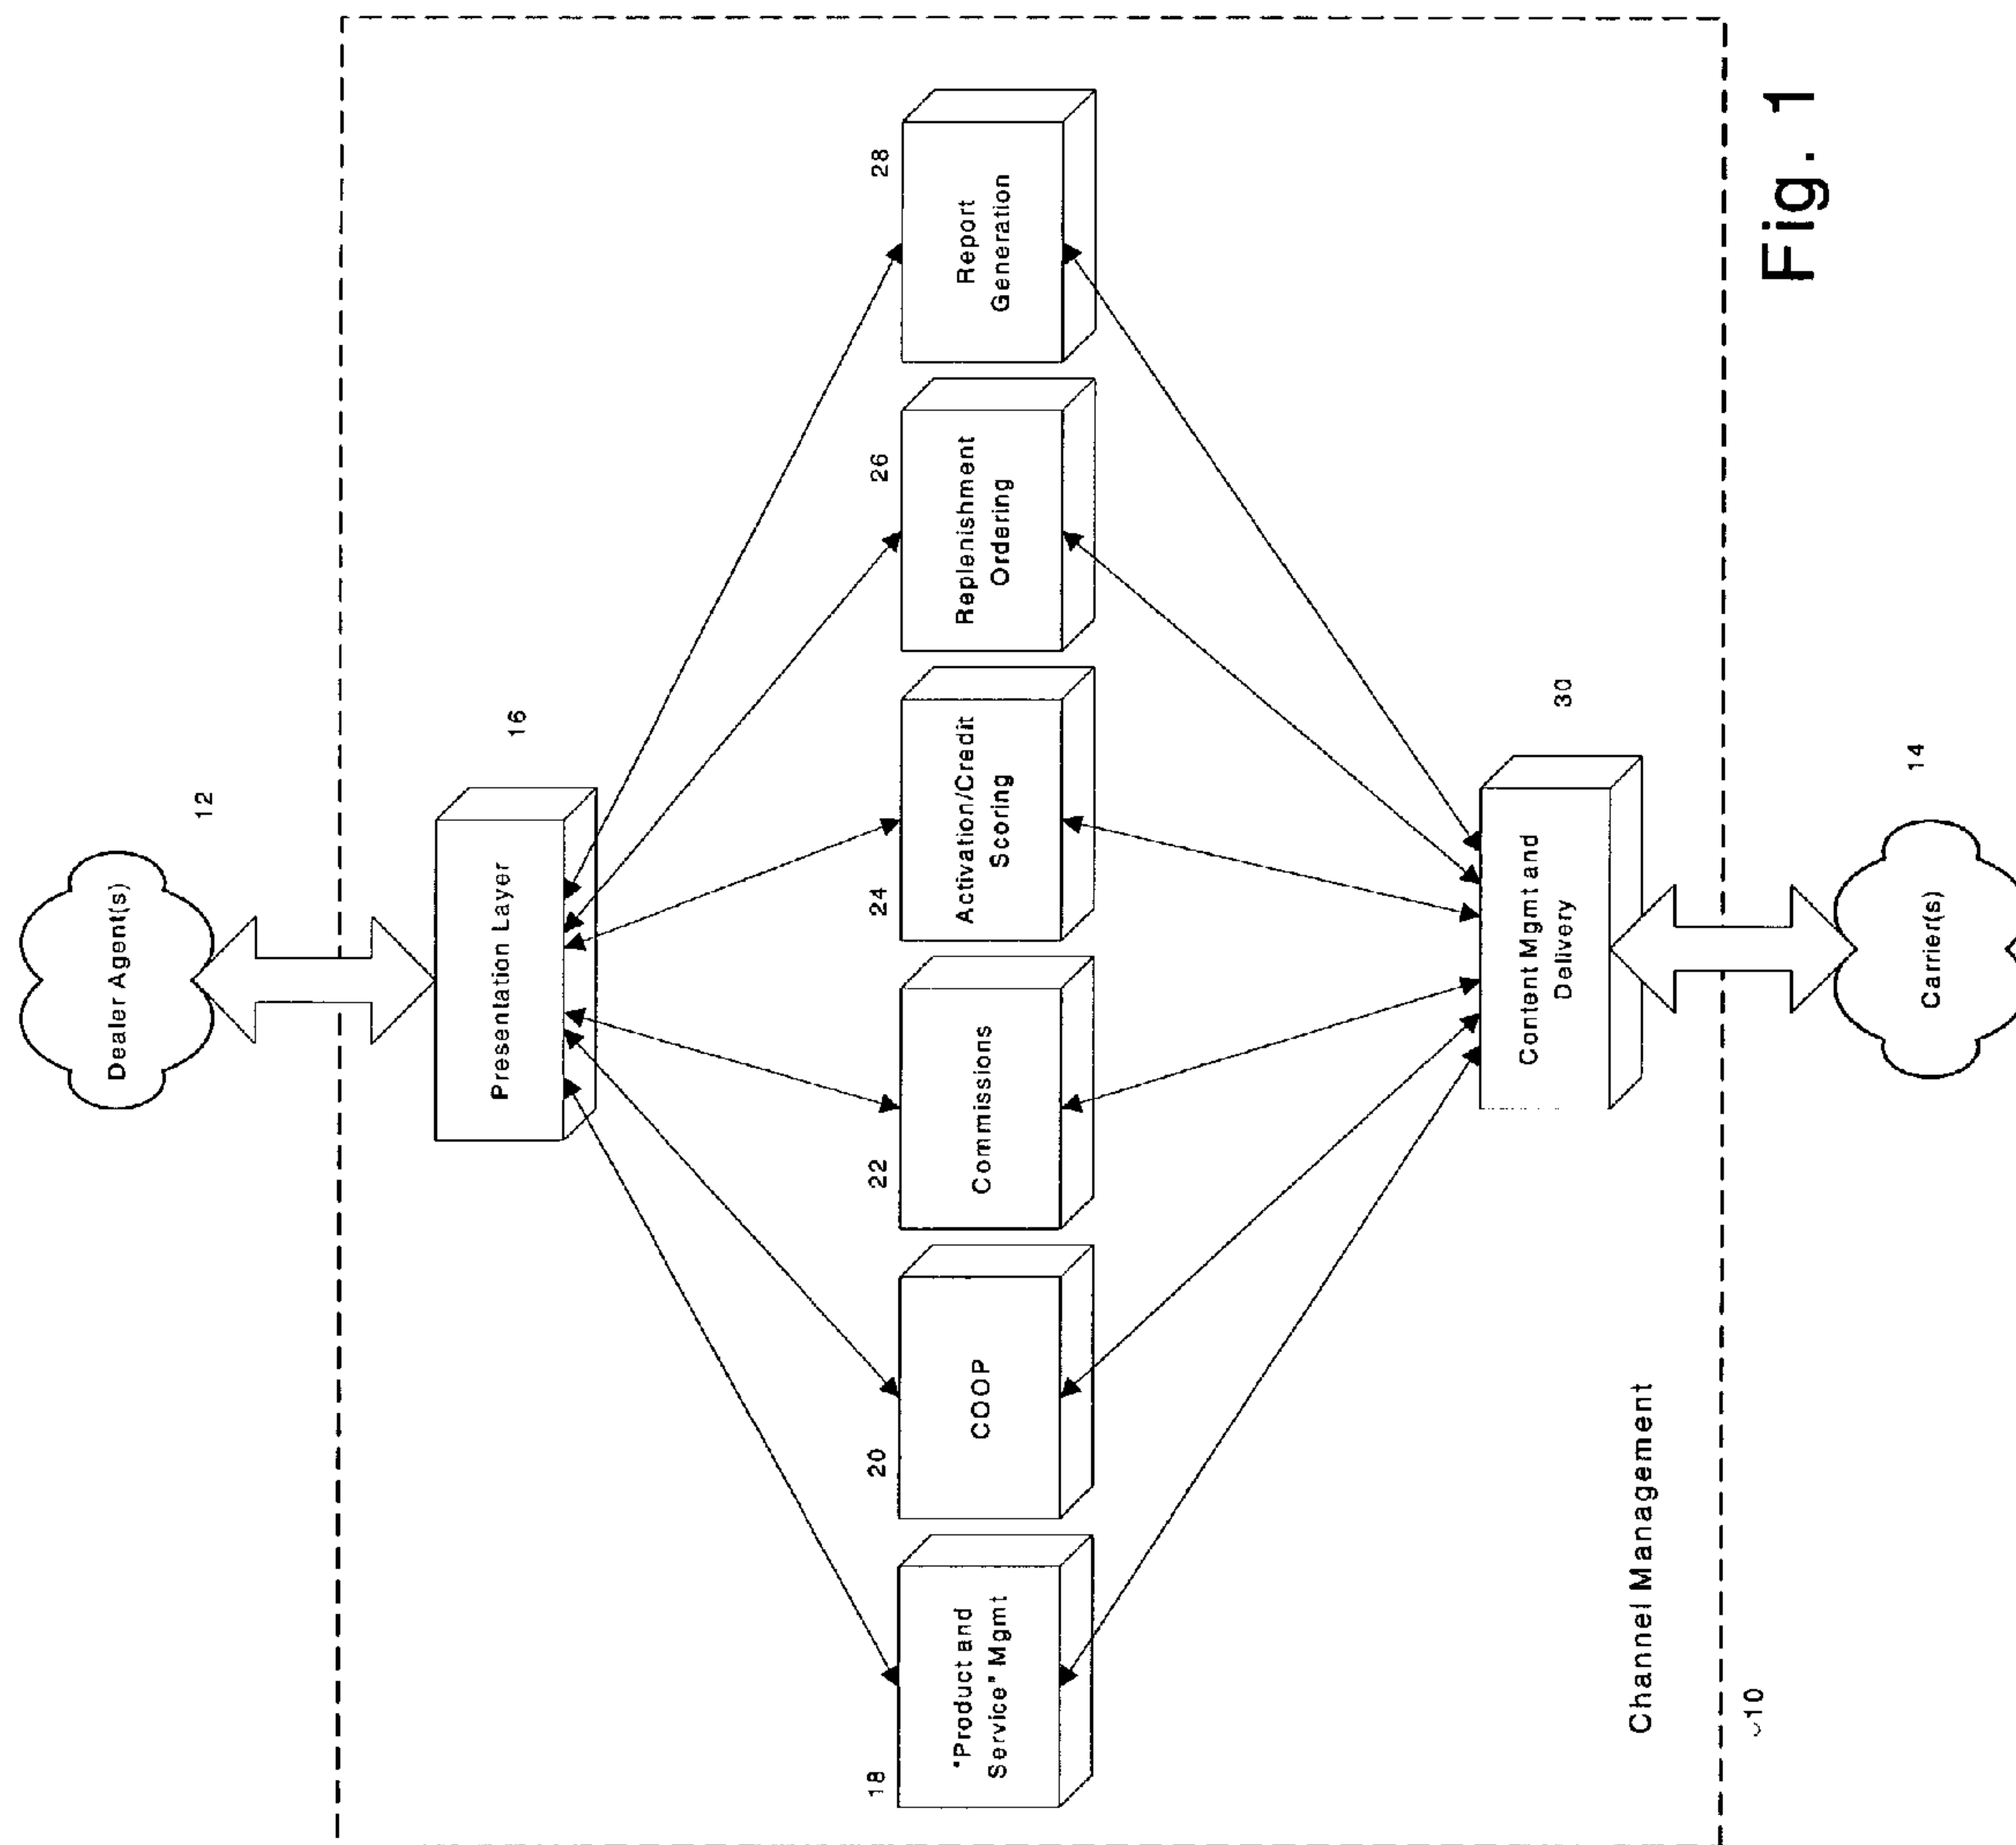 Dealer Agent(s)
12
Presentation Layer
16
18
"Product and
Service" Mgmt
20
COOP
22
Commissions
24
Activation/Credit
Scoring
26
Replenishment
Ordering
28
Report
Generation
Content Mgmt and
Delivery
30
Channel Management
10
Carrier(s)
14
Fig. 1